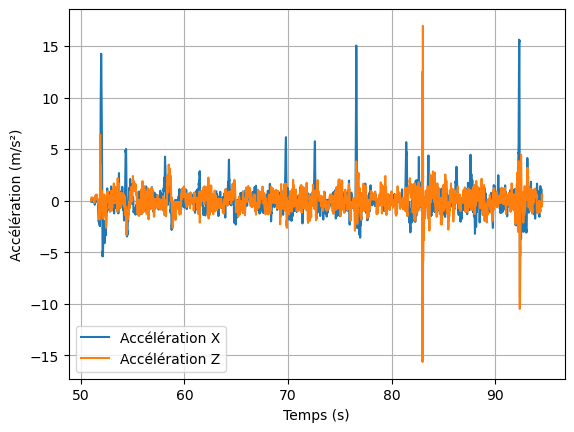 15
10
5
0
−5
−10
−15
Accélération (m/s²)
Accélération X
Accélération Z
50 60 70 80 90
Temps (s)